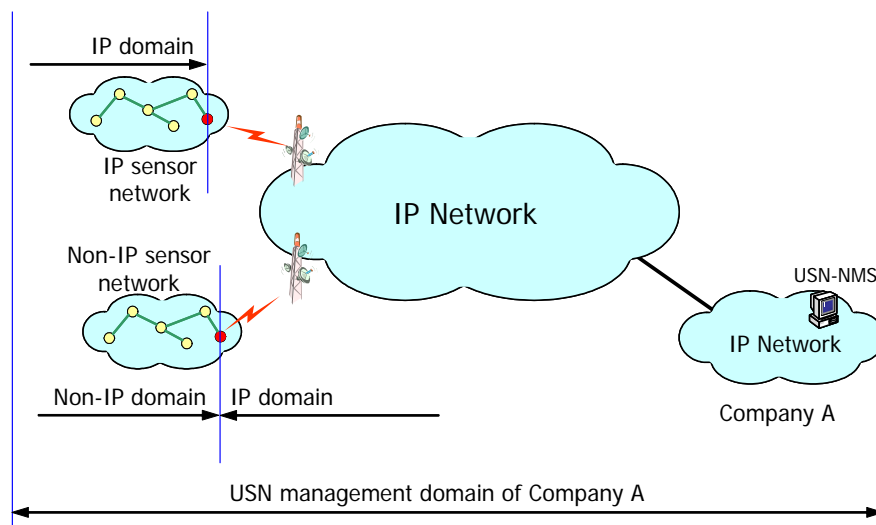 IP domain
IP sensor
network
IP Network
Non-IP sensor
network
USN-NMS
IP Network
Non-IP domain
IP domain
Company A
USN management domain of Company A